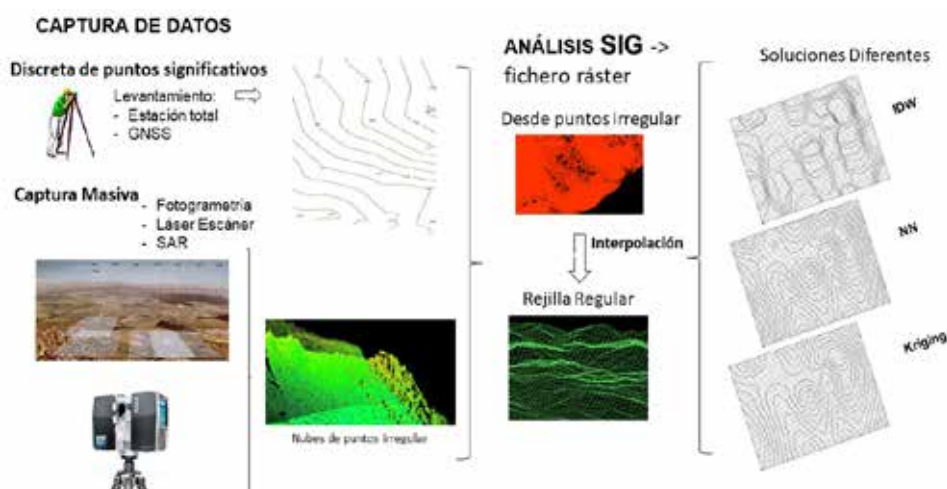 CAPTURA DE DATOS
Discreta de puntos significativos
Levantamiento:
- Estación total
- GNSS
Captura Masiva
- Fotogrametría
- Láser Escáner
- SAR
Nubes de puntos Irregular
ANÁLISIS SIG ->
fichero ráster
Desde puntos Irregular
Interpolación
Rejilla Regular
Soluciones Diferentes
IDW
NN
Kriging